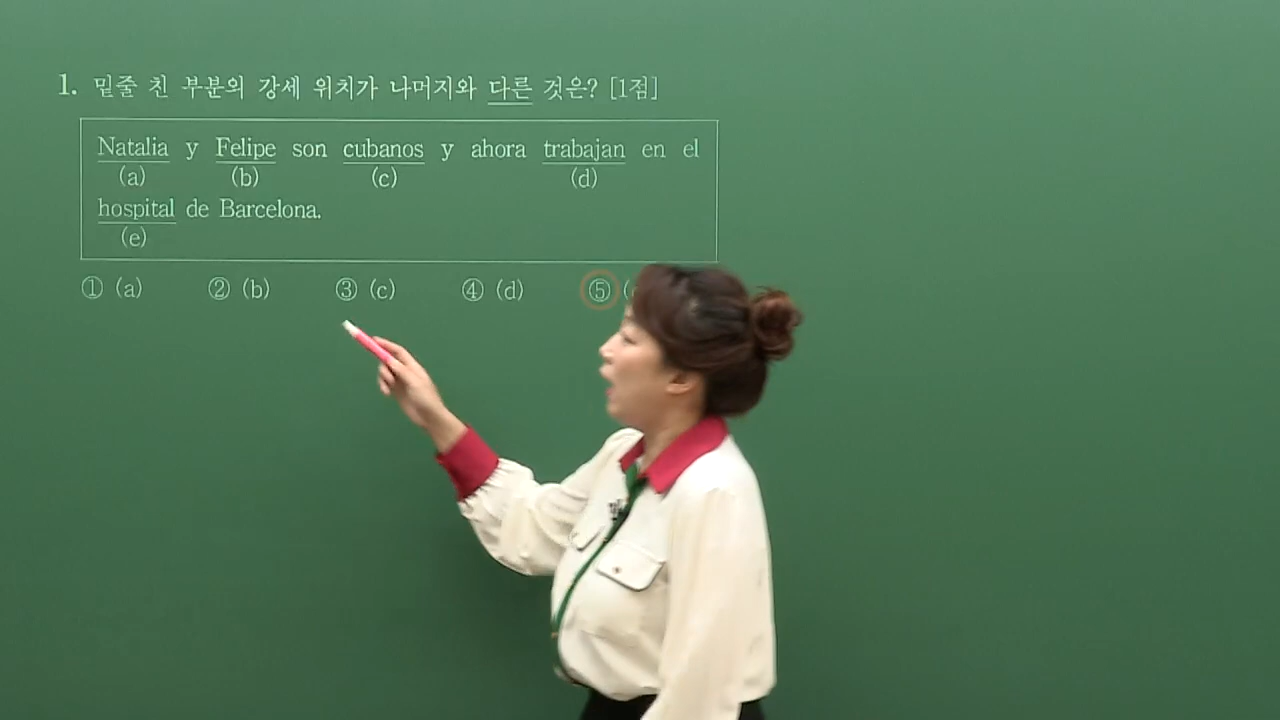 1. 밑줄 친 부분의 강세 위치가 나머지와 다른 것은? [1점]
Natalia y Felipe son cubanos y ahora trabajan en el
(a) (b) (c) (d)
hospital de Barcelona.
(e)
① (a) ② (b) ③ (c) ④ (d) ⑤